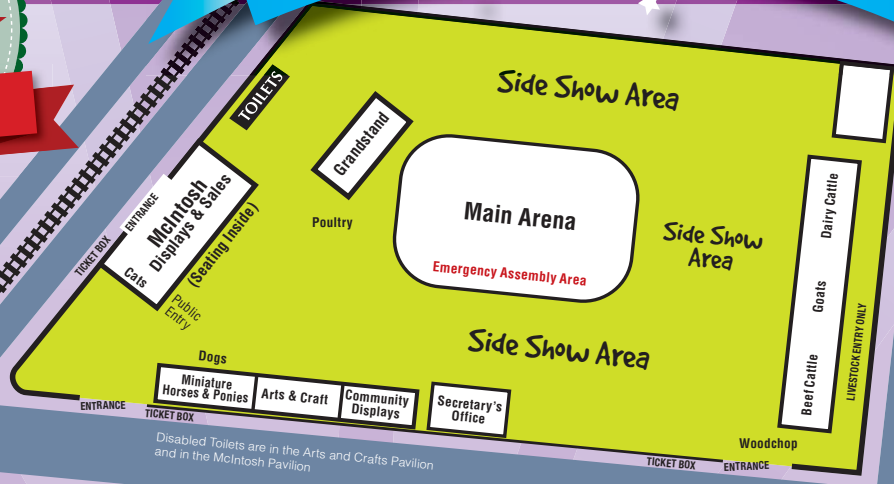 Side Show Area
TOILETS
Grandstand
McIntosh
Displays & Sales
(Seating Inside)
ENTRANCE
TICKET BOX
Cats
Public
Entry
Poultry
Main Arena
Emergency Assembly Area
Side Show
Area
Dairy Cattle
Goats
Beef Cattle
LIVESTOCK ENTRY ONLY
Side Show Area
Dogs
Miniature
Horses & Ponies
Arts & Craft
Community
Displays
Secretary's
Office
Woodchop
ENTRANCE
TICKET BOX
TICKET BOX
ENTRANCE
Disabled Toilets are in the Arts and Crafts Pavilion
and in the McIntosh Pavilion